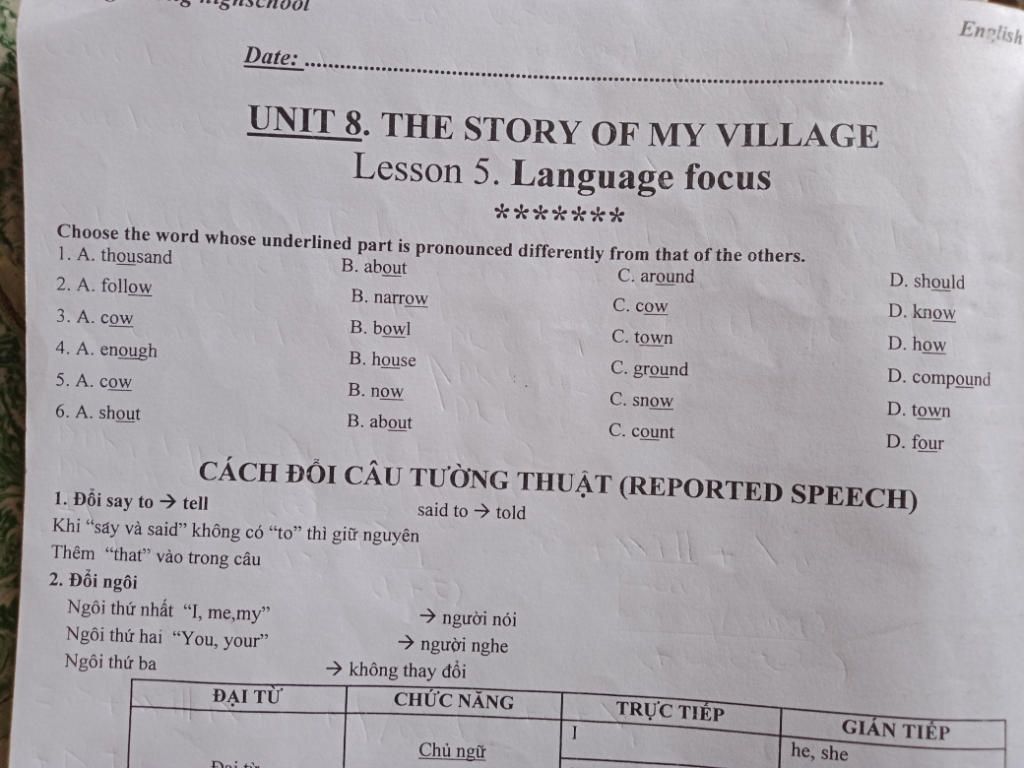 highschool
English
Date: ........................................................................
UNIT 8. THE STORY OF MY VILLAGE
Lesson 5. Language focus
*******
Choose the word whose underlined part is pronounced differently from that of the others.
1. A. thousand B. about C. around D. should
2. A. follow B. narrow C. cow D. know
3. A. cow B. bowl C. town D. how
4. A. enough B. house C. ground D. compound
5. A. cow B. now C. snow D. town
6. A. shout B. about C. count D. four
CÁCH ĐỔI CÂU TƯỜNG THUẬT (REPORTED SPEECH)
1. Đổi say to → tell said to → told
Khi “say và said” không có “to” thì giữ nguyên
Thêm “that” vào trong câu
2. Đổi ngôi
Ngôi thứ nhất “I, me,my” → người nói
Ngôi thứ hai “You, your” → người nghe
Ngôi thứ ba → không thay đổi
ĐẠI TỪ CHỨC NĂNG TRỰC TIẾP GIÁN TIẾP
Chủ ngữ I he, she
Đại từ